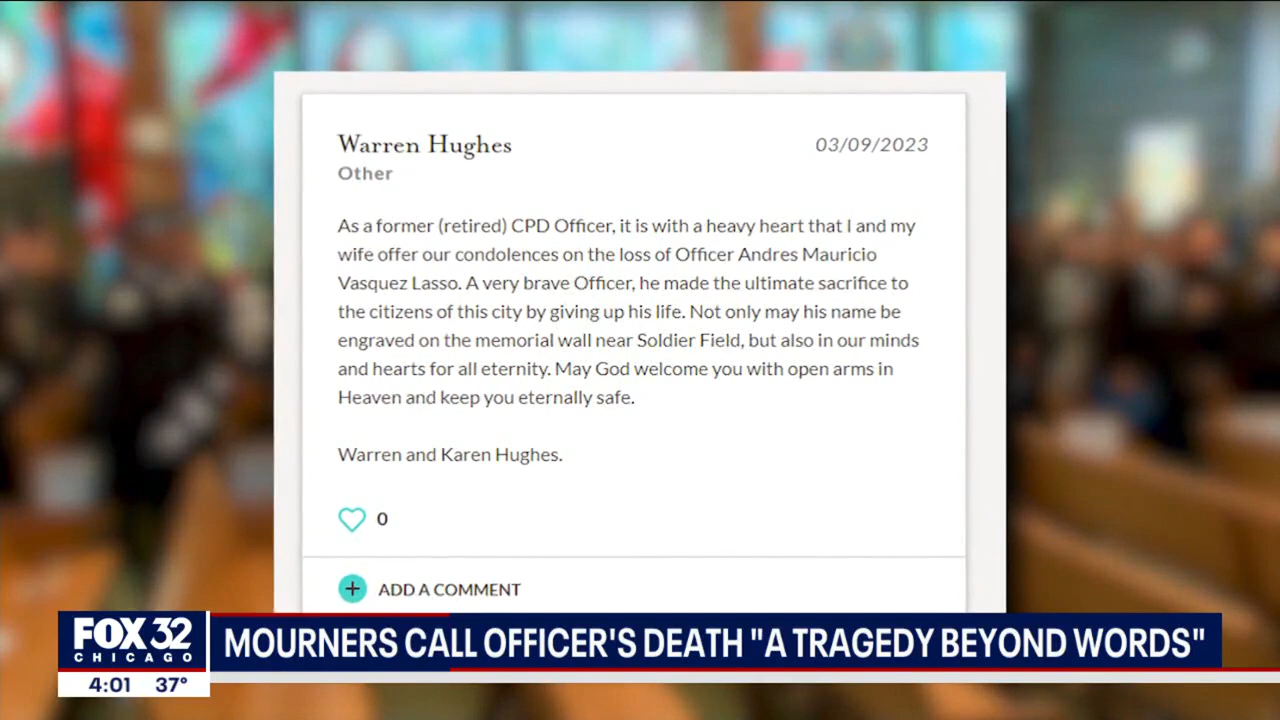 Warren Hughes
03/09/2023
Other
As a former (retired) CPD Officer, it is with a heavy heart that I and my
wife offer our condolences on the loss of Officer Andres Mauricio
Vasquez Lasso. A very brave Officer, he made the ultimate sacrifice to
the citizens of this city by giving up his life. Not only may his name be
engraved on the memorial wall near Soldier Field, but also in our minds
and hearts for all eternity. May God welcome you with open arms in
Heaven and keep you eternally safe.
Warren and Karen Hughes.
0
ADD A COMMENT
FOX 32
CHICAGO
MOURNERS CALL OFFICER'S DEATH "A TRAGEDY BEYOND WORDS"
4:01 37°